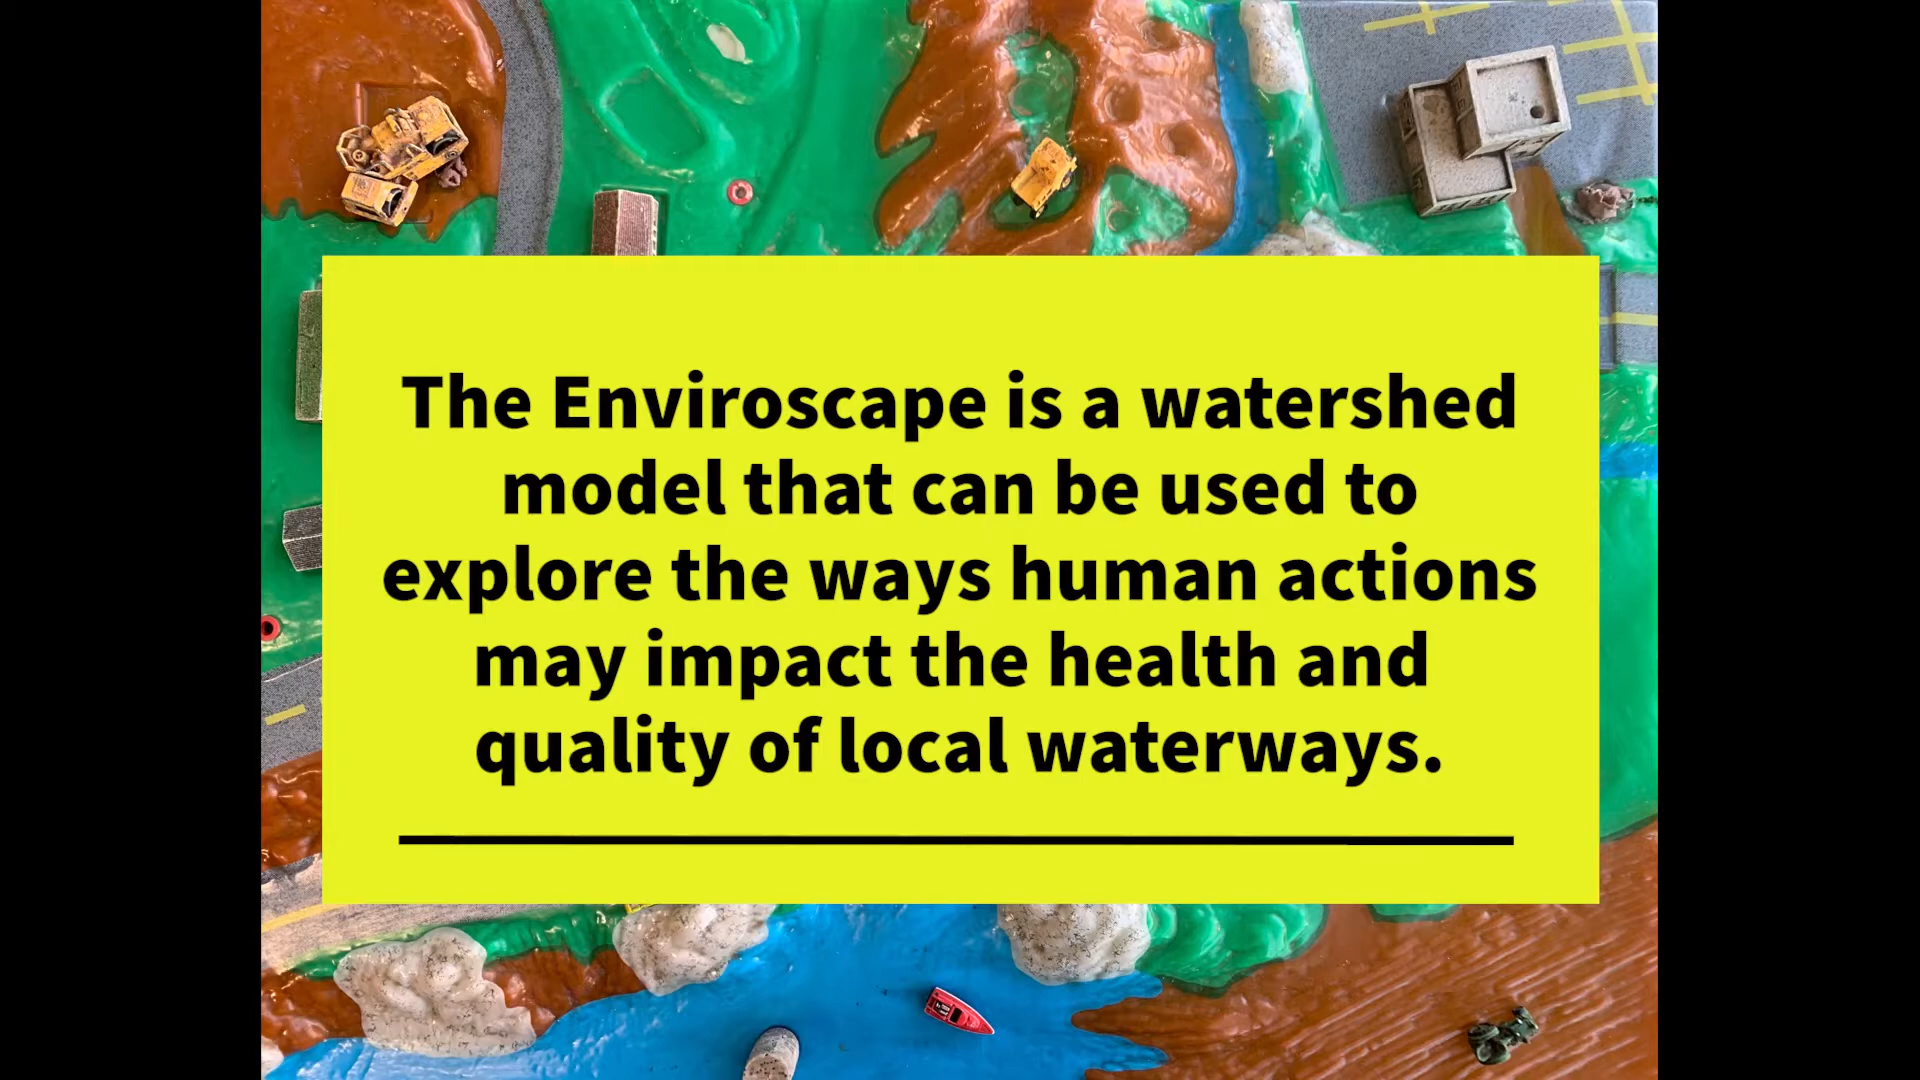 The Enviroscape is a watershed
model that can be used to
explore the ways human actions
may impact the health and
quality of local waterways.